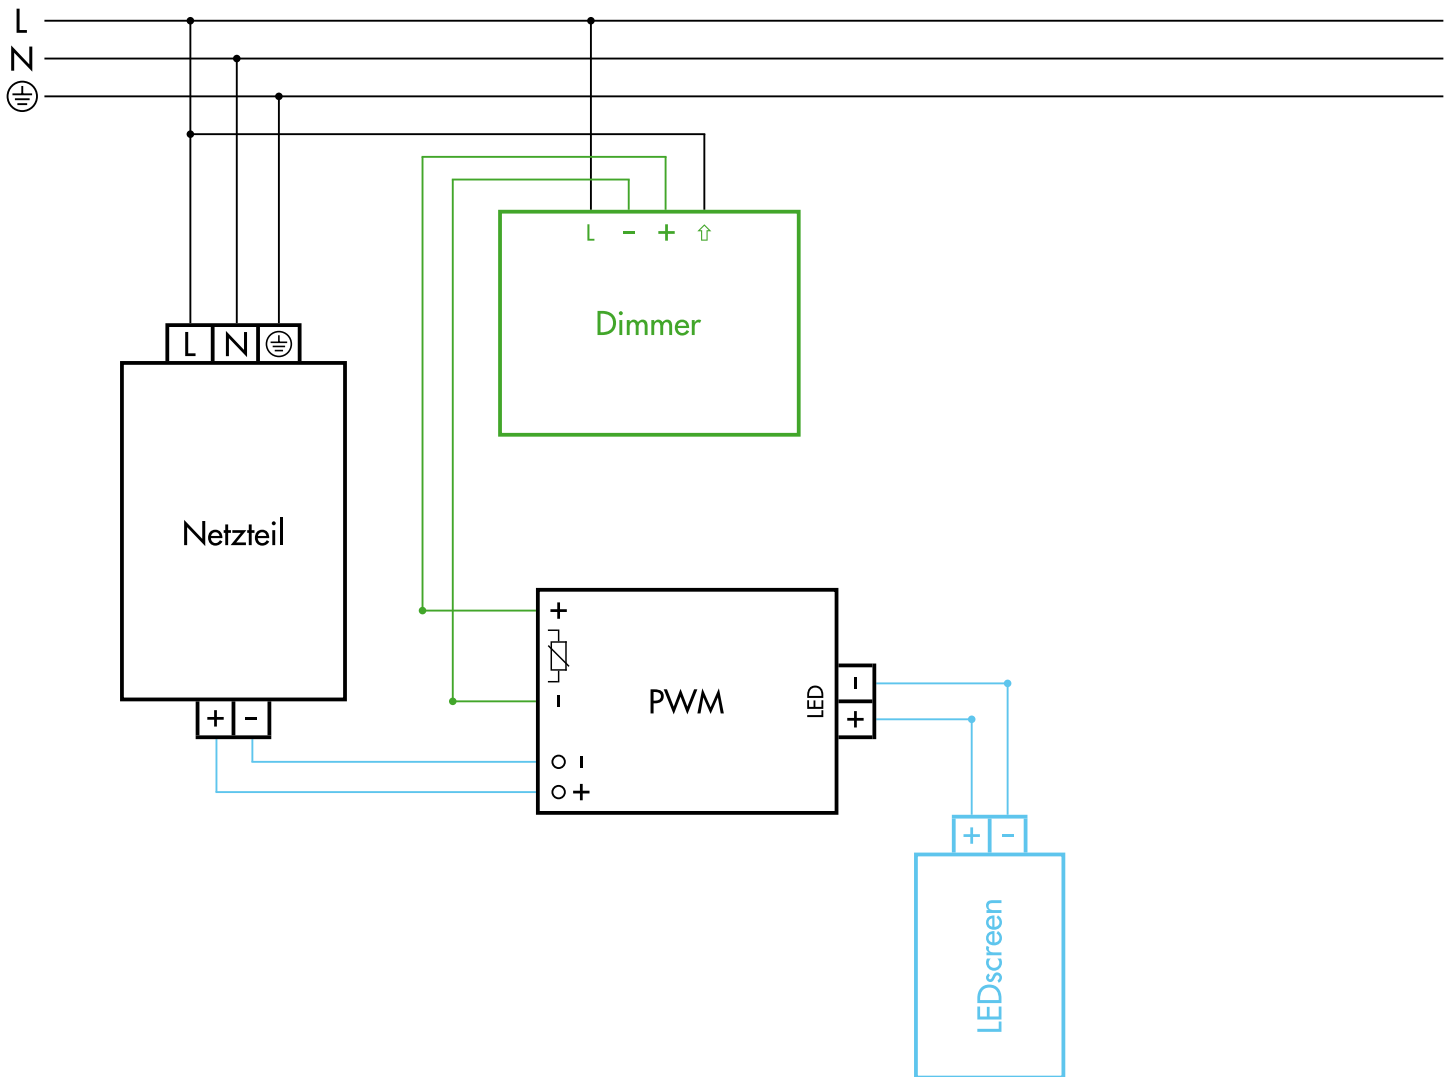 L
N
⏚
L − + ⇧
Dimmer
L N ⏚
Netzteil
+ −
+
−
PWM
LED
−
+
−
+
+ −
LEDscreen